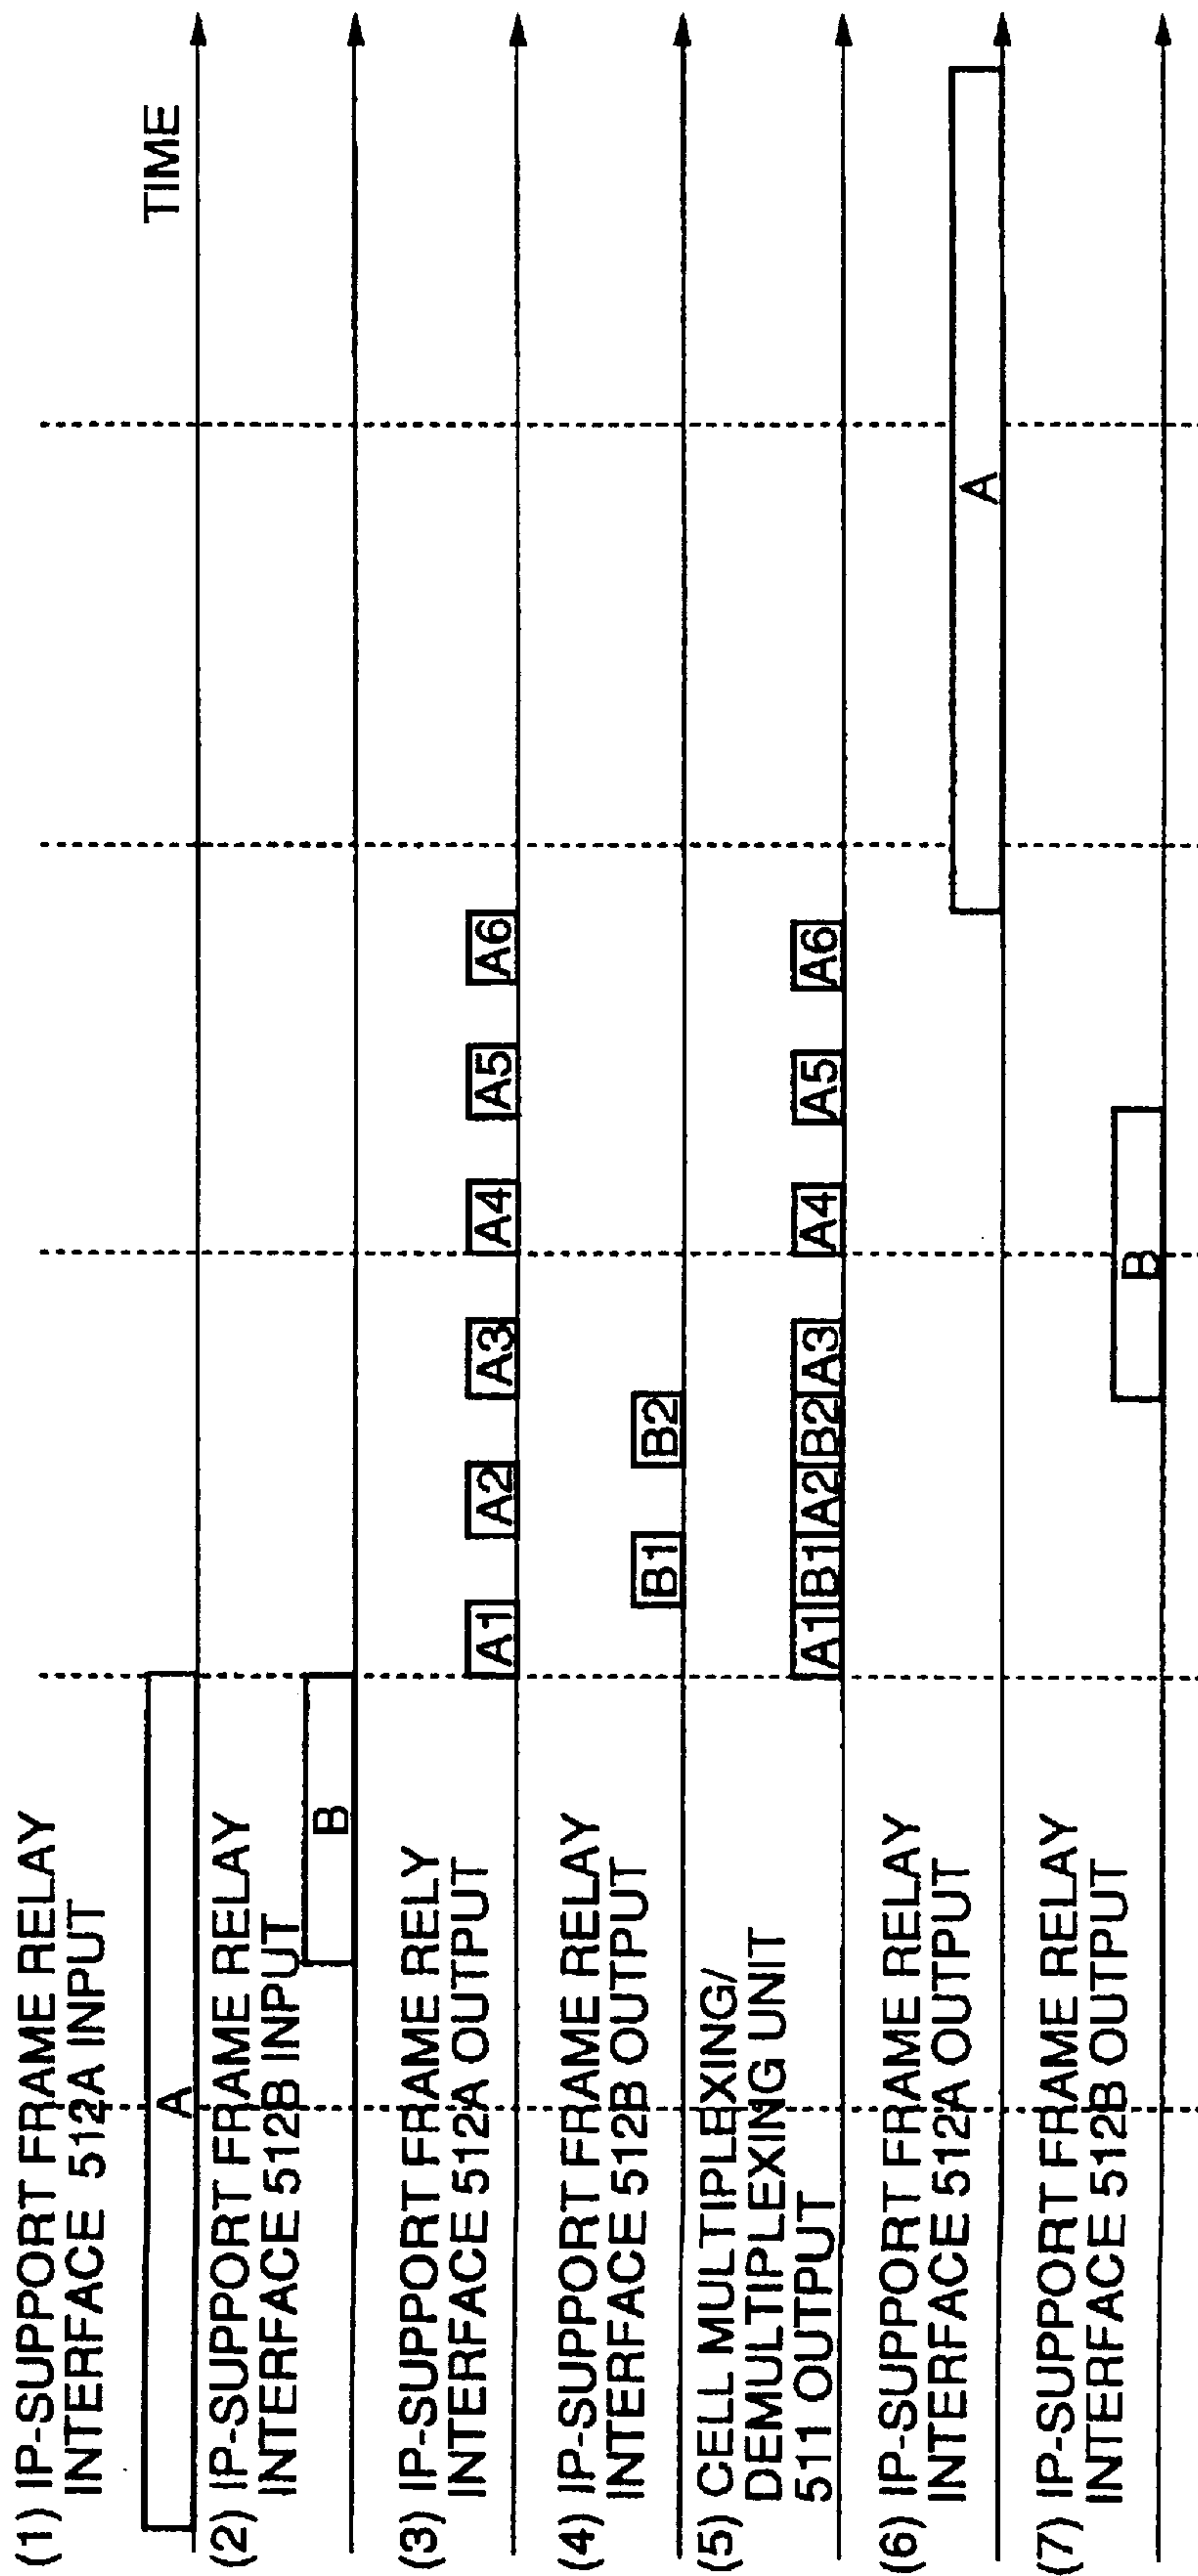 (1) IP-SUPPORT FRAME RELAY
INTERFACE 512A INPUT
A
TIME
(2) IP-SUPPORT FRAME RELAY
INTERFACE 512B INPUT
B
(3) IP-SUPPORT FRAME RELY
INTERFACE 512A OUTPUT
A1 A2 A3 A4 A5 A6
(4) IP-SUPPORT FRAME RELAY
INTERFACE 512B OUTPUT
B1 B2
(5) CELL MULTIPLEXING/
DEMULTIPLEXING UNIT
511 OUTPUT
A1 B1 A2 B2 A3 A4 A5 A6
(6) IP-SUPPORT FRAME RELAY
INTERFACE 512A OUTPUT
A
(7) IP-SUPPORT FRAME RELAY
INTERFACE 512B OUTPUT
B